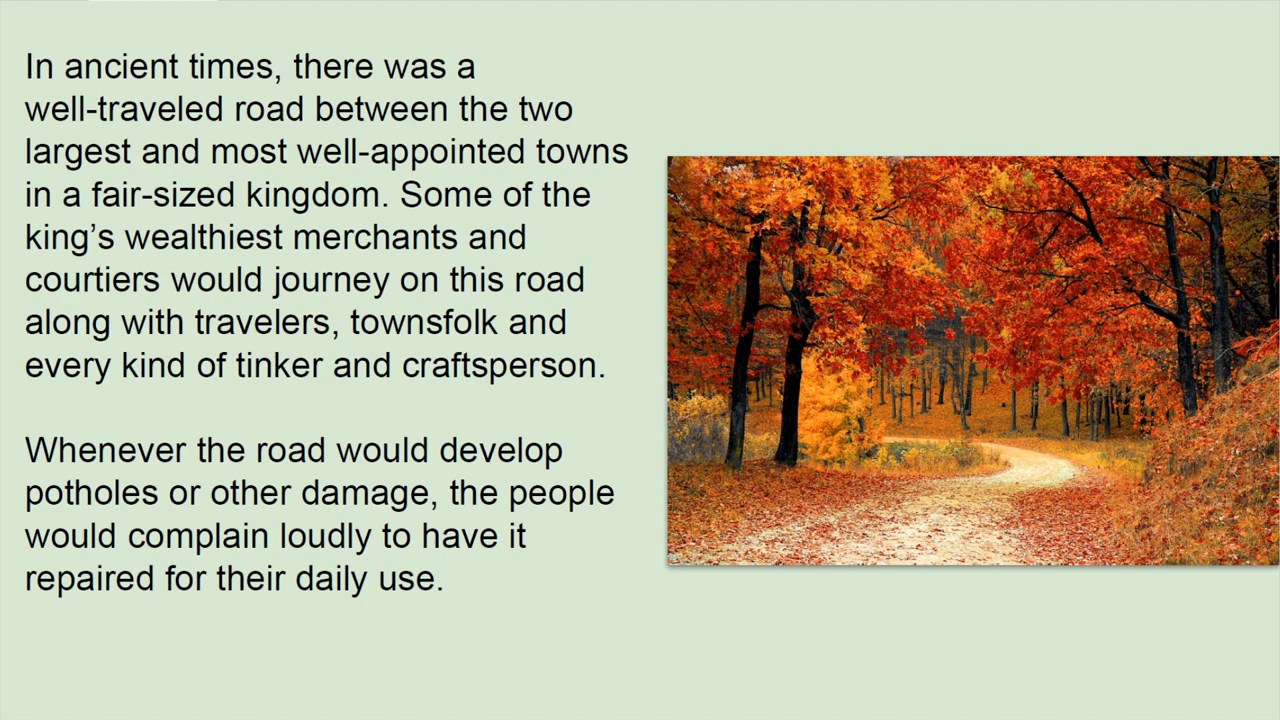 In ancient times, there was a
well-traveled road between the two
largest and most well-appointed towns
in a fair-sized kingdom. Some of the
king’s wealthiest merchants and
courtiers would journey on this road
along with travelers, townsfolk and
every kind of tinker and craftsperson.
Whenever the road would develop
potholes or other damage, the people
would complain loudly to have it
repaired for their daily use.